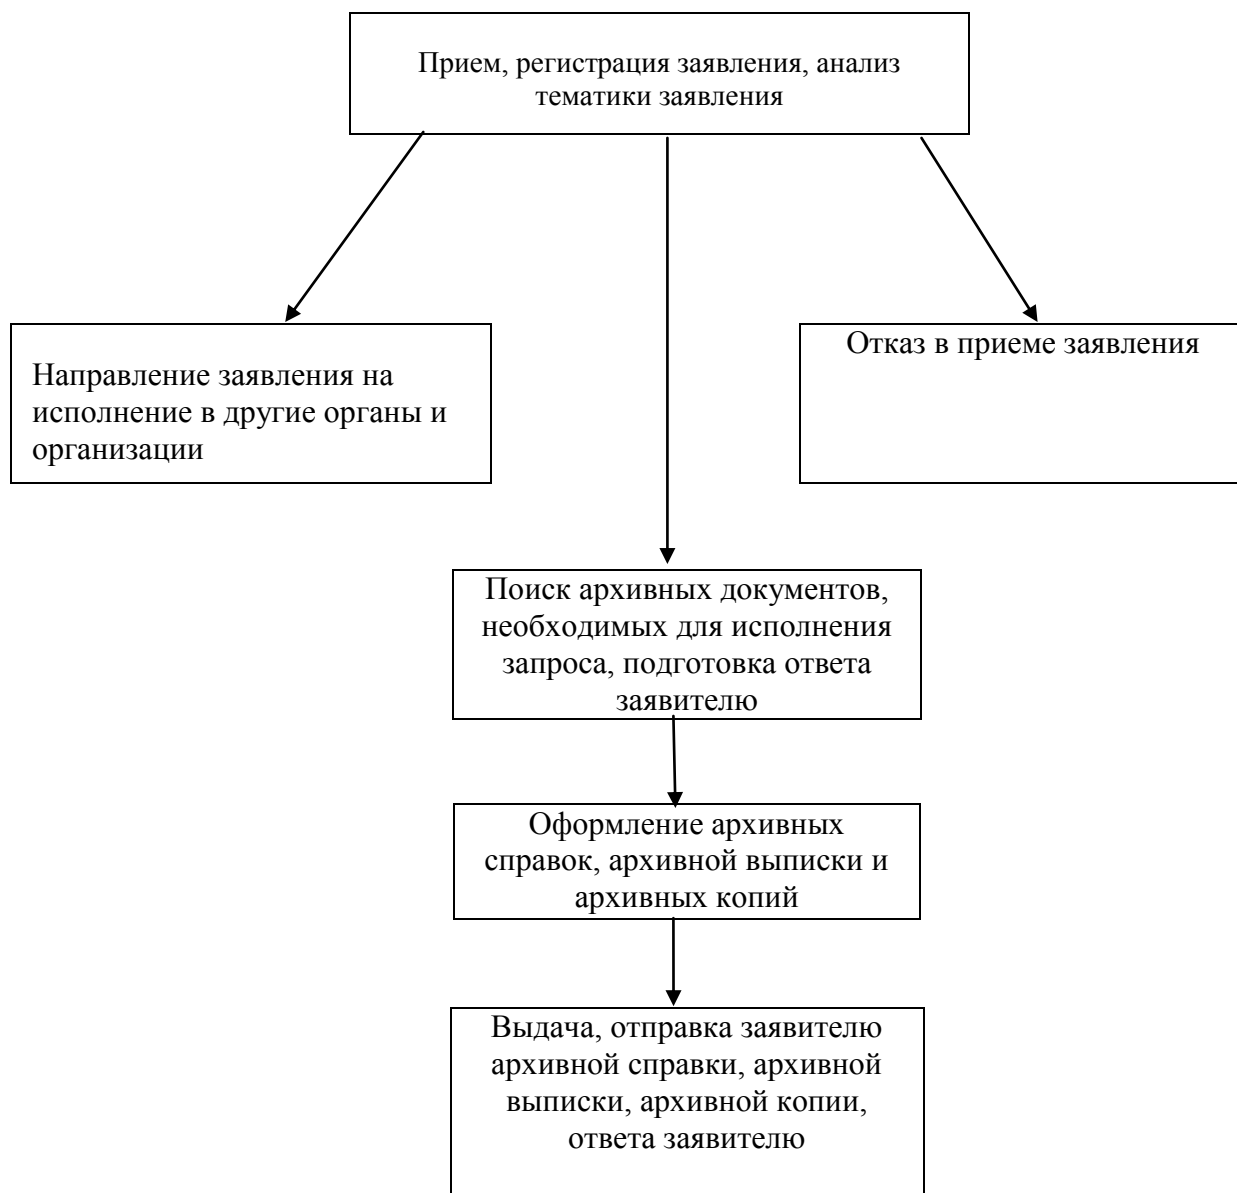 Прием, регистрация заявления, анализ
тематики заявления
Направление заявления на
исполнение в другие органы и
организации
Отказ в приеме заявления
Поиск архивных документов,
необходимых для исполнения
запроса, подготовка ответа
заявителю
Оформление архивных
справок, архивной выписки и
архивных копий
Выдача, отправка заявителю
архивной справки, архивной
выписки, архивной копии,
ответа заявителю